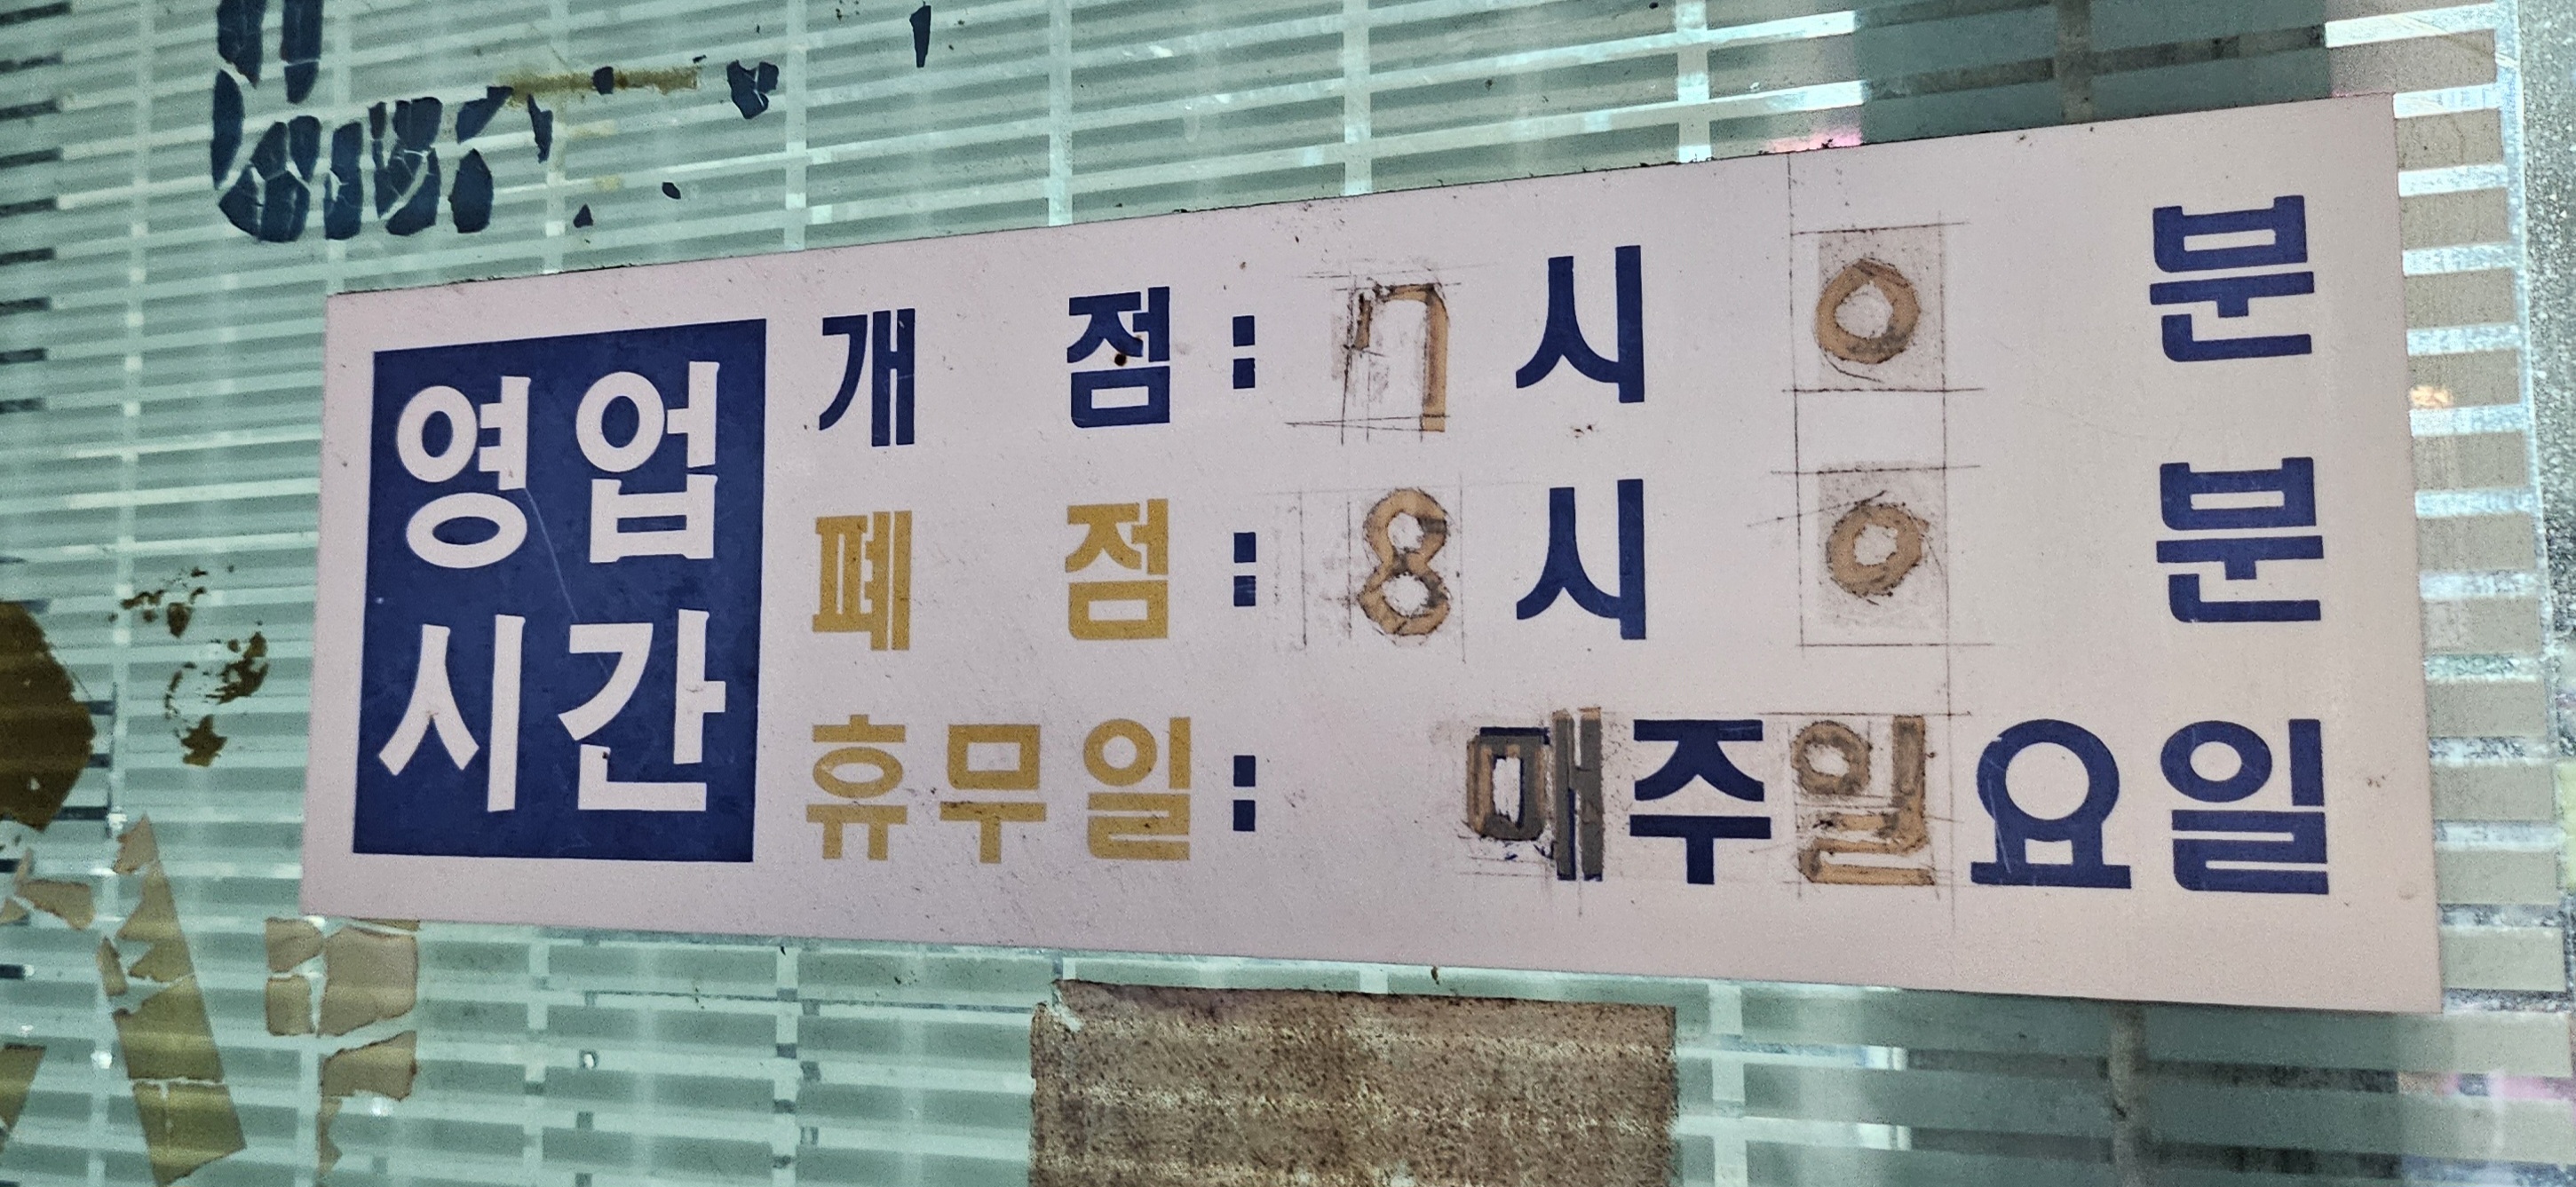 영업시간
개 점 : 7 시 0 분
폐 점 : 8 시 0 분
휴무일 : 매주일요일